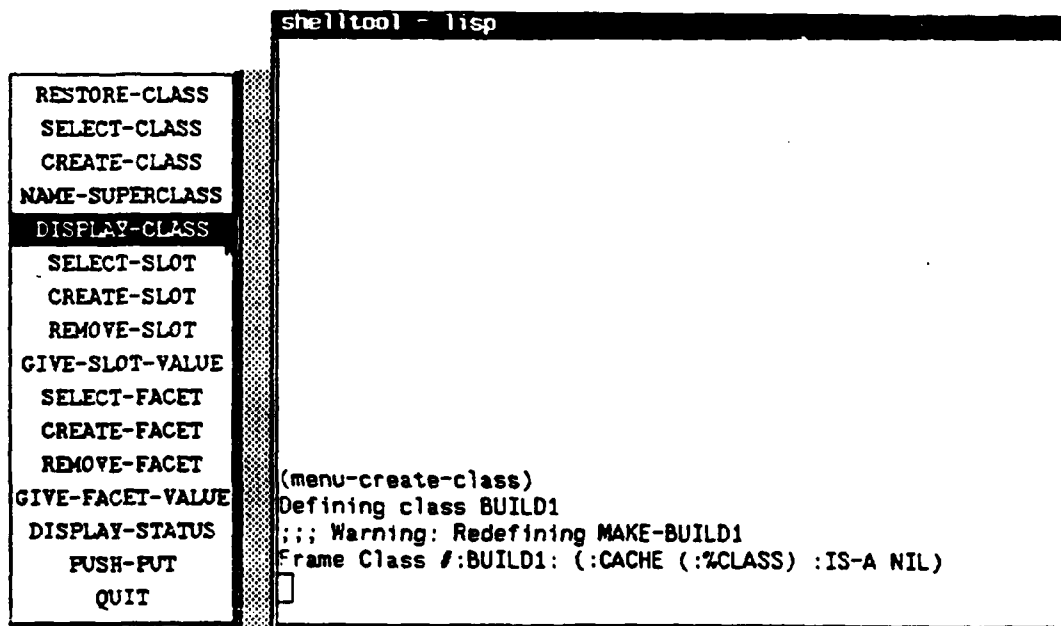 shelltool - lisp
RESTORE-CLASS
SELECT-CLASS
CREATE-CLASS
NAME-SUPERCLASS
DISPLAY-CLASS
SELECT-SLOT
CREATE-SLOT
REMOVE-SLOT
GIVE-SLOT-VALUE
SELECT-FACET
CREATE-FACET
REMOVE-FACET
GIVE-FACET-VALUE
DISPLAY-STATUS
PUSH-PUT
QUIT
(menu-create-class)
Defining class BUILD1
;;; Warning: Redefining MAKE-BUILD1
Frame Class #:BUILD1: (:CACHE (:%CLASS) :IS-A NIL)